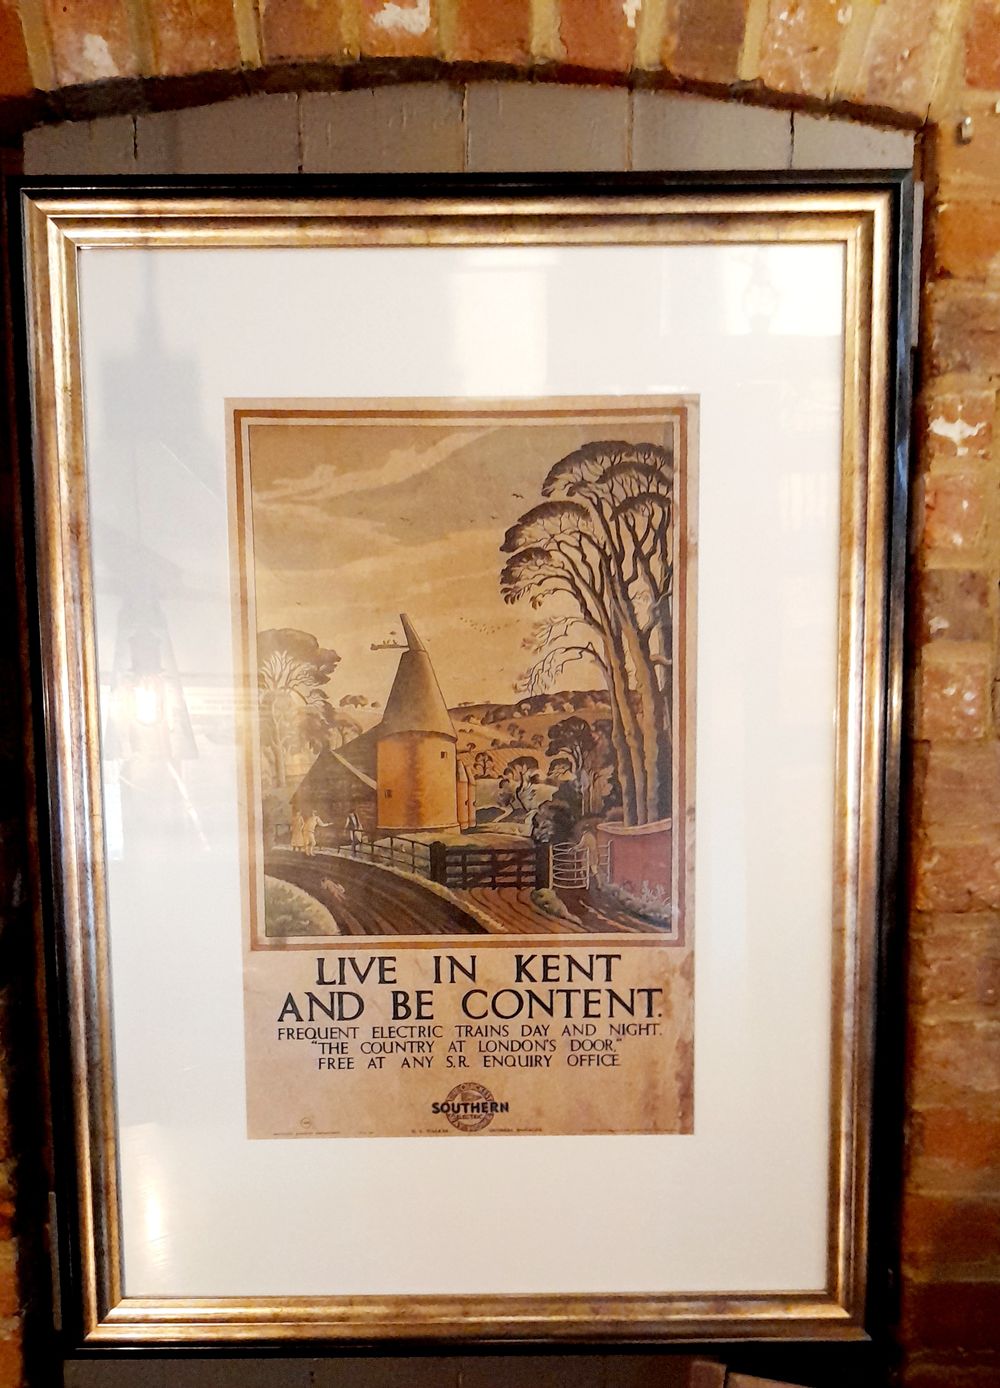 LIVE IN KENT
AND BE CONTENT.
FREQUENT ELECTRIC TRAINS DAY AND NIGHT.
"THE COUNTRY AT LONDON'S DOOR,"
FREE AT ANY S.R. ENQUIRY OFFICE
SOUTHERN
ELECTRIC